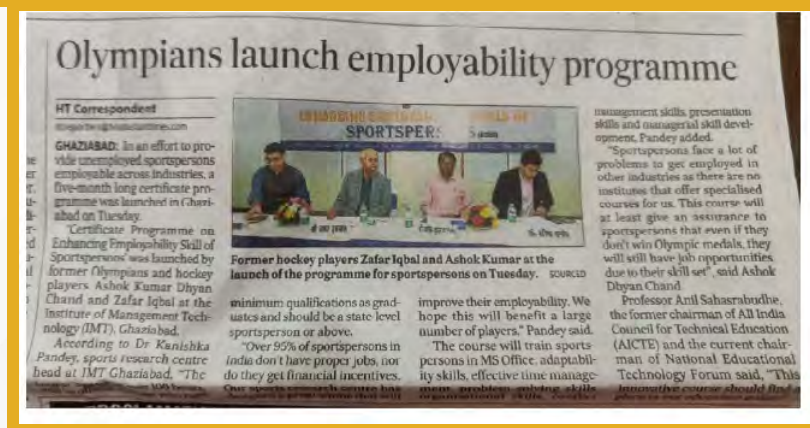 Olympians launch employability programme
HT Correspondent
GHAZIABAD: In an effort to pro-
vide unemployed sportspersons
employable across industries, a
five-month long certificate pro-
gramme was launched in Ghazi-
abad on Tuesday.
"Certificate Programme on
Enhancing Employability Skill of
Sportspersons' was launched by
former Olympians and hockey
players Ashok Kumar Dhyan
Chand and Zafar Iqbal at the
Institute of Management Tech-
nology (IMT), Ghaziabad.
According to Dr Kanishka
Pandey, sports research centre
head at IMT Ghaziabad, "The
SPORTSPER
Former hockey players Zafar Iqbal and Ashok Kumar at the
launch of the programme for sportspersons on Tuesday. SOURCED
minimum qualifications as grad-
uates and should be a state level
sportsperson or above.
"Over 95% of sportspersons in
India don't have proper jobs, nor
do they get financial incentives.
Our sports research centre has
improve their employability. We
hope this will benefit a large
number of players," Pandey said.
The course will train sports
persons in MS Office, adaptabil-
ity skills, effective time manage-
ment, problem solving skills
management skills, presentation
skills and managerial skill devel-
opment, Pandey added.
"Sportspersons face a lot of
problems to get employed in
other industries as there are no
institutes that offer specialised
courses for us. This course will
at least give an assurance to
sportspersons that even if they
don't win Olympic medals, they
will still have job opportunities
due to their skill set", said Ashok
Dhyan Chand.
Professor Anil Sahasrabudhe,
the former chairman of All India
Council for Technical Education
(AICTE) and the current chair-
man of National Educational
Technology Forum said, "This
innovative course should find a